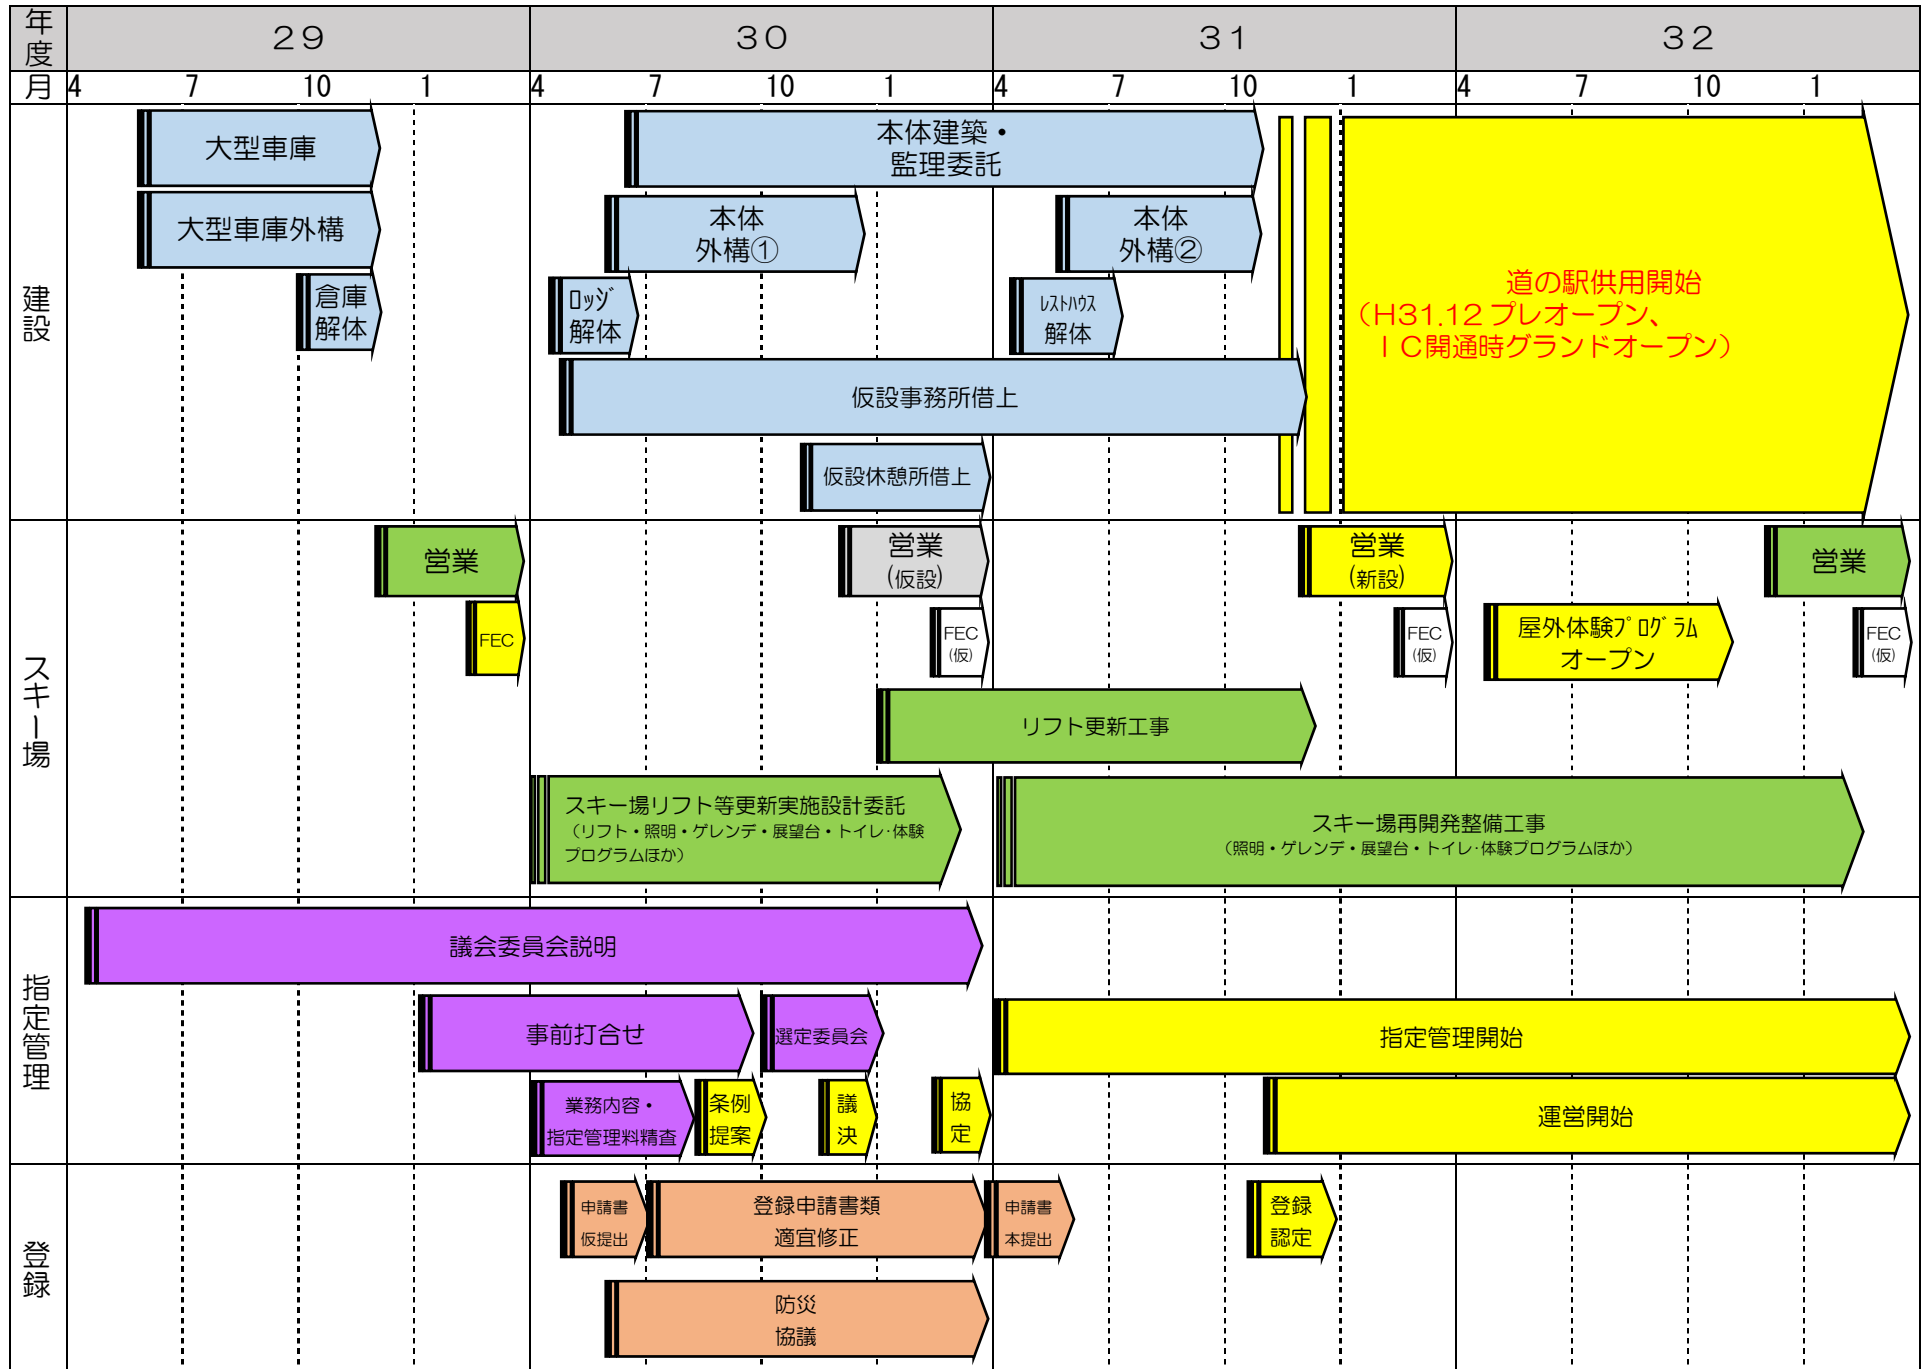 年度
29 30 31 32
月 4 7 10 1 4 7 10 1 4 7 10 1 4 7 10 1
建設
大型車庫
本体建築・
監理委託
大型車庫外構
本体
外構①
本体
外構②
倉庫
解体
ロッジ
解体
レストハウス
解体
道の駅供用開始
(H31.12プレオープン、
IC開通時グランドオープン)
仮設事務所借上
仮設休憩所借上
スキー場
営業
営業
(仮設)
営業
(新設)
営業
FEC
FEC
(仮)
FEC
(仮)
屋外体験プログラム
オープン
FEC
(仮)
リフト更新工事
スキー場リフト等更新実施設計委託
(リフト・照明・ゲレンデ・展望台・トイレ・体験
プログラムほか)
スキー場再開発整備工事
(照明・ゲレンデ・展望台・トイレ・体験プログラムほか)
指定管理
議会委員会説明
事前打合せ
選定委員会
指定管理開始
業務内容・
指定管理料精査
条例
提案
議
決
協
定
運営開始
登録
申請書
仮提出
登録申請書類
適宜修正
申請書
本提出
登録
認定
防災
協議